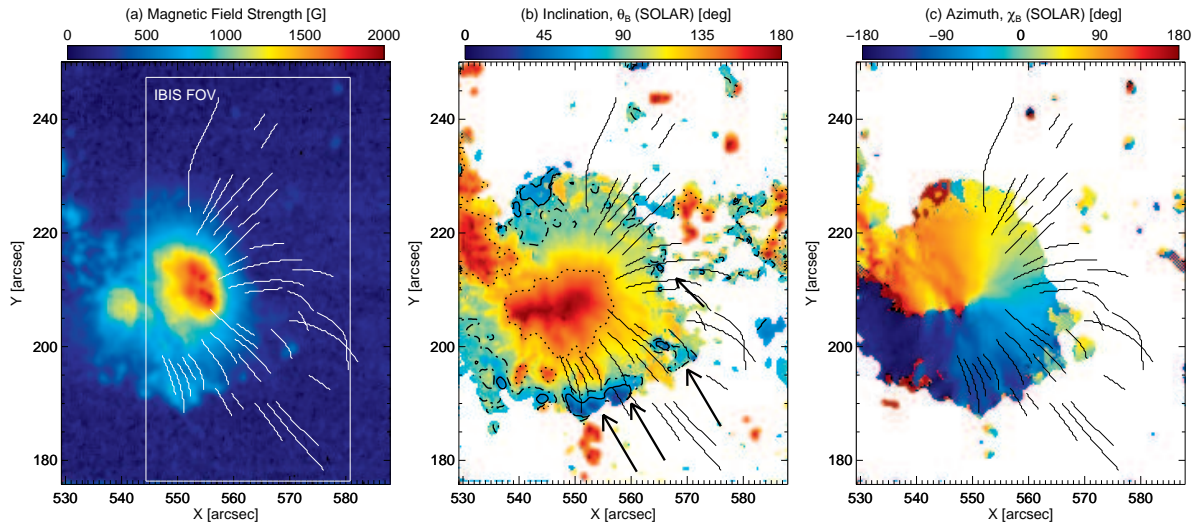 (a) Magnetic Field Strength [G]
0 500 1000 1500 2000
IBIS FOV
240
220
200
180
Y [arcsec]
530 540 550 560 570 580
X [arcsec]
(b) Inclination, θB (SOLAR) [deg]
0 45 90 135 180
240
220
200
180
Y [arcsec]
530 540 550 560 570 580
X [arcsec]
(c) Azimuth, χB (SOLAR) [deg]
−180 −90 0 90 180
240
220
200
180
Y [arcsec]
530 540 550 560 570 580
X [arcsec]